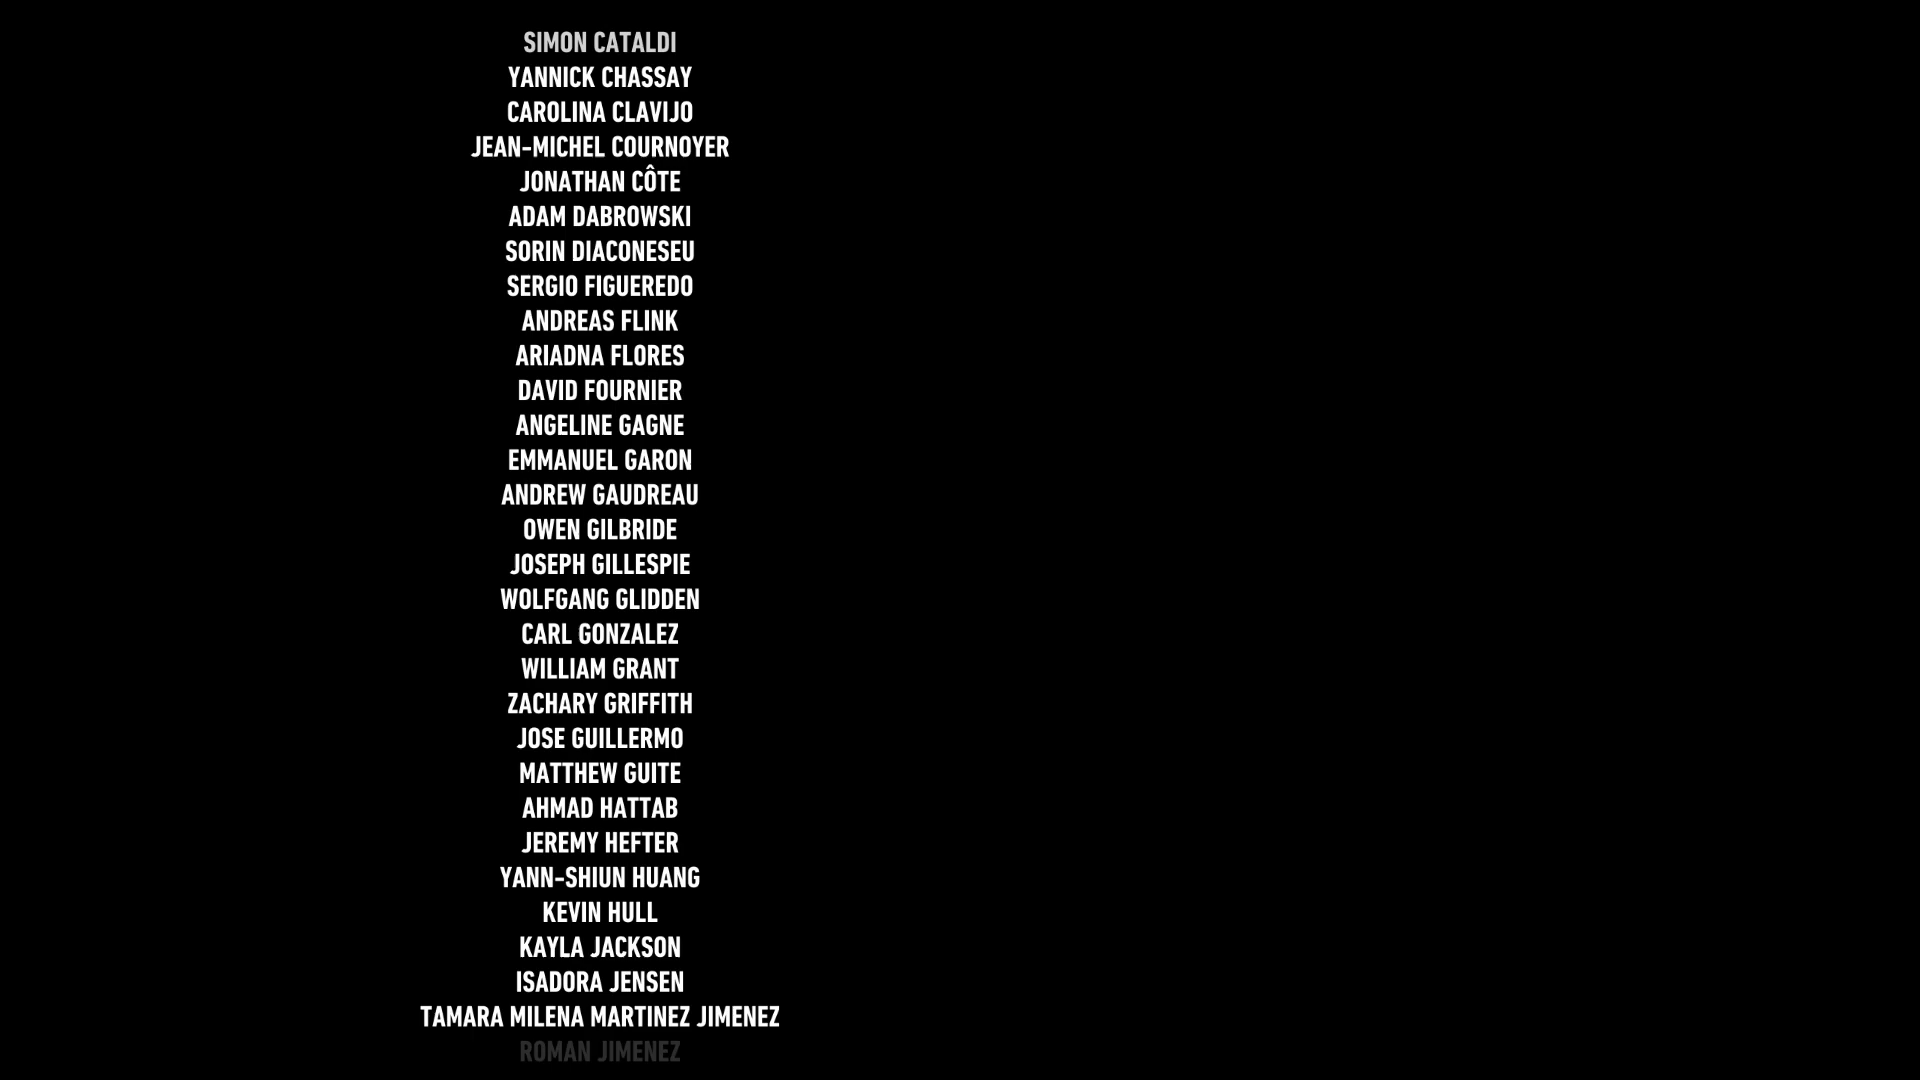 SIMON CATALDI
YANNICK CHASSAY
CAROLINA CLAVIJO
JEAN-MICHEL COURNOYER
JONATHAN CÔTE
ADAM DABROWSKI
SORIN DIACONESEU
SERGIO FIGUEREDO
ANDREAS FLINK
ARIADNA FLORES
DAVID FOURNIER
ANGELINE GAGNE
EMMANUEL GARON
ANDREW GAUDREAU
OWEN GILBRIDE
JOSEPH GILLESPIE
WOLFGANG GLIDDEN
CARL GONZALEZ
WILLIAM GRANT
ZACHARY GRIFFITH
JOSE GUILLERMO
MATTHEW GUITE
AHMAD HATTAB
JEREMY HEFTER
YANN-SHIUN HUANG
KEVIN HULL
KAYLA JACKSON
ISADORA JENSEN
TAMARA MILENA MARTINEZ JIMENEZ
ROMAN JIMENEZ